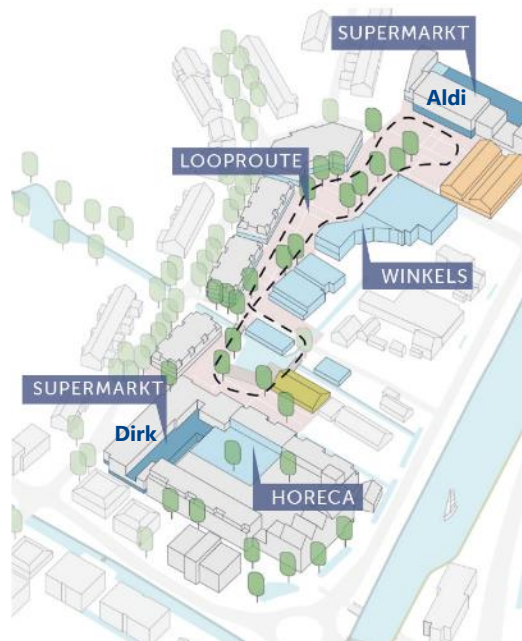 SUPERMARKT
Aldi
LOOPROUTE
WINKELS
SUPERMARKT
Dirk
HORECA